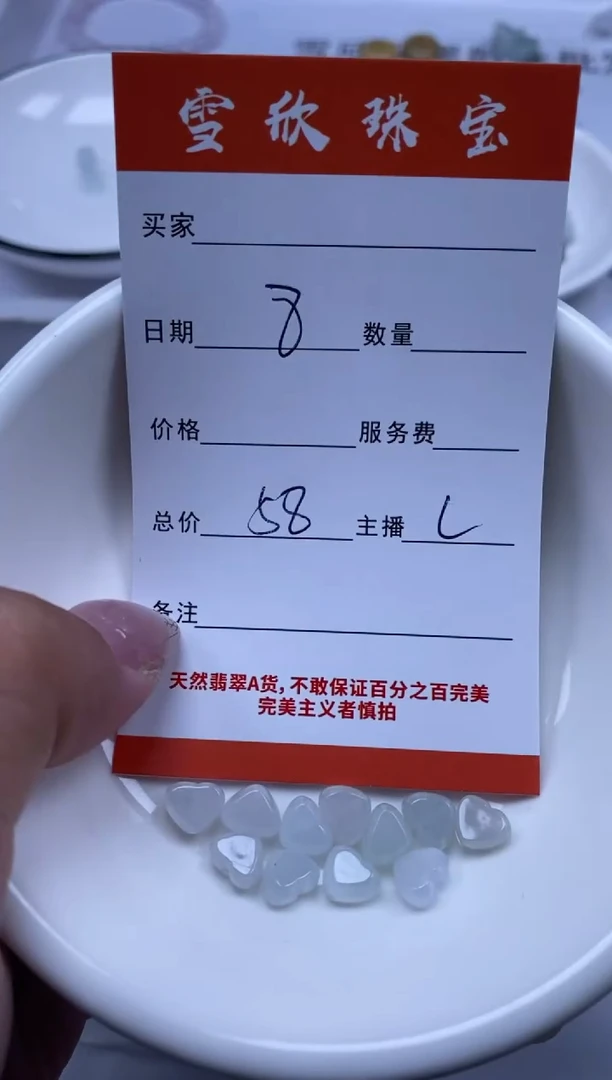 雪欣珠宝
买家
日期 8 数量
价格 服务费
总价 58 主播 L
备注
天然翡翠A货,不敢保证百分之百完美
完美主义者慎拍